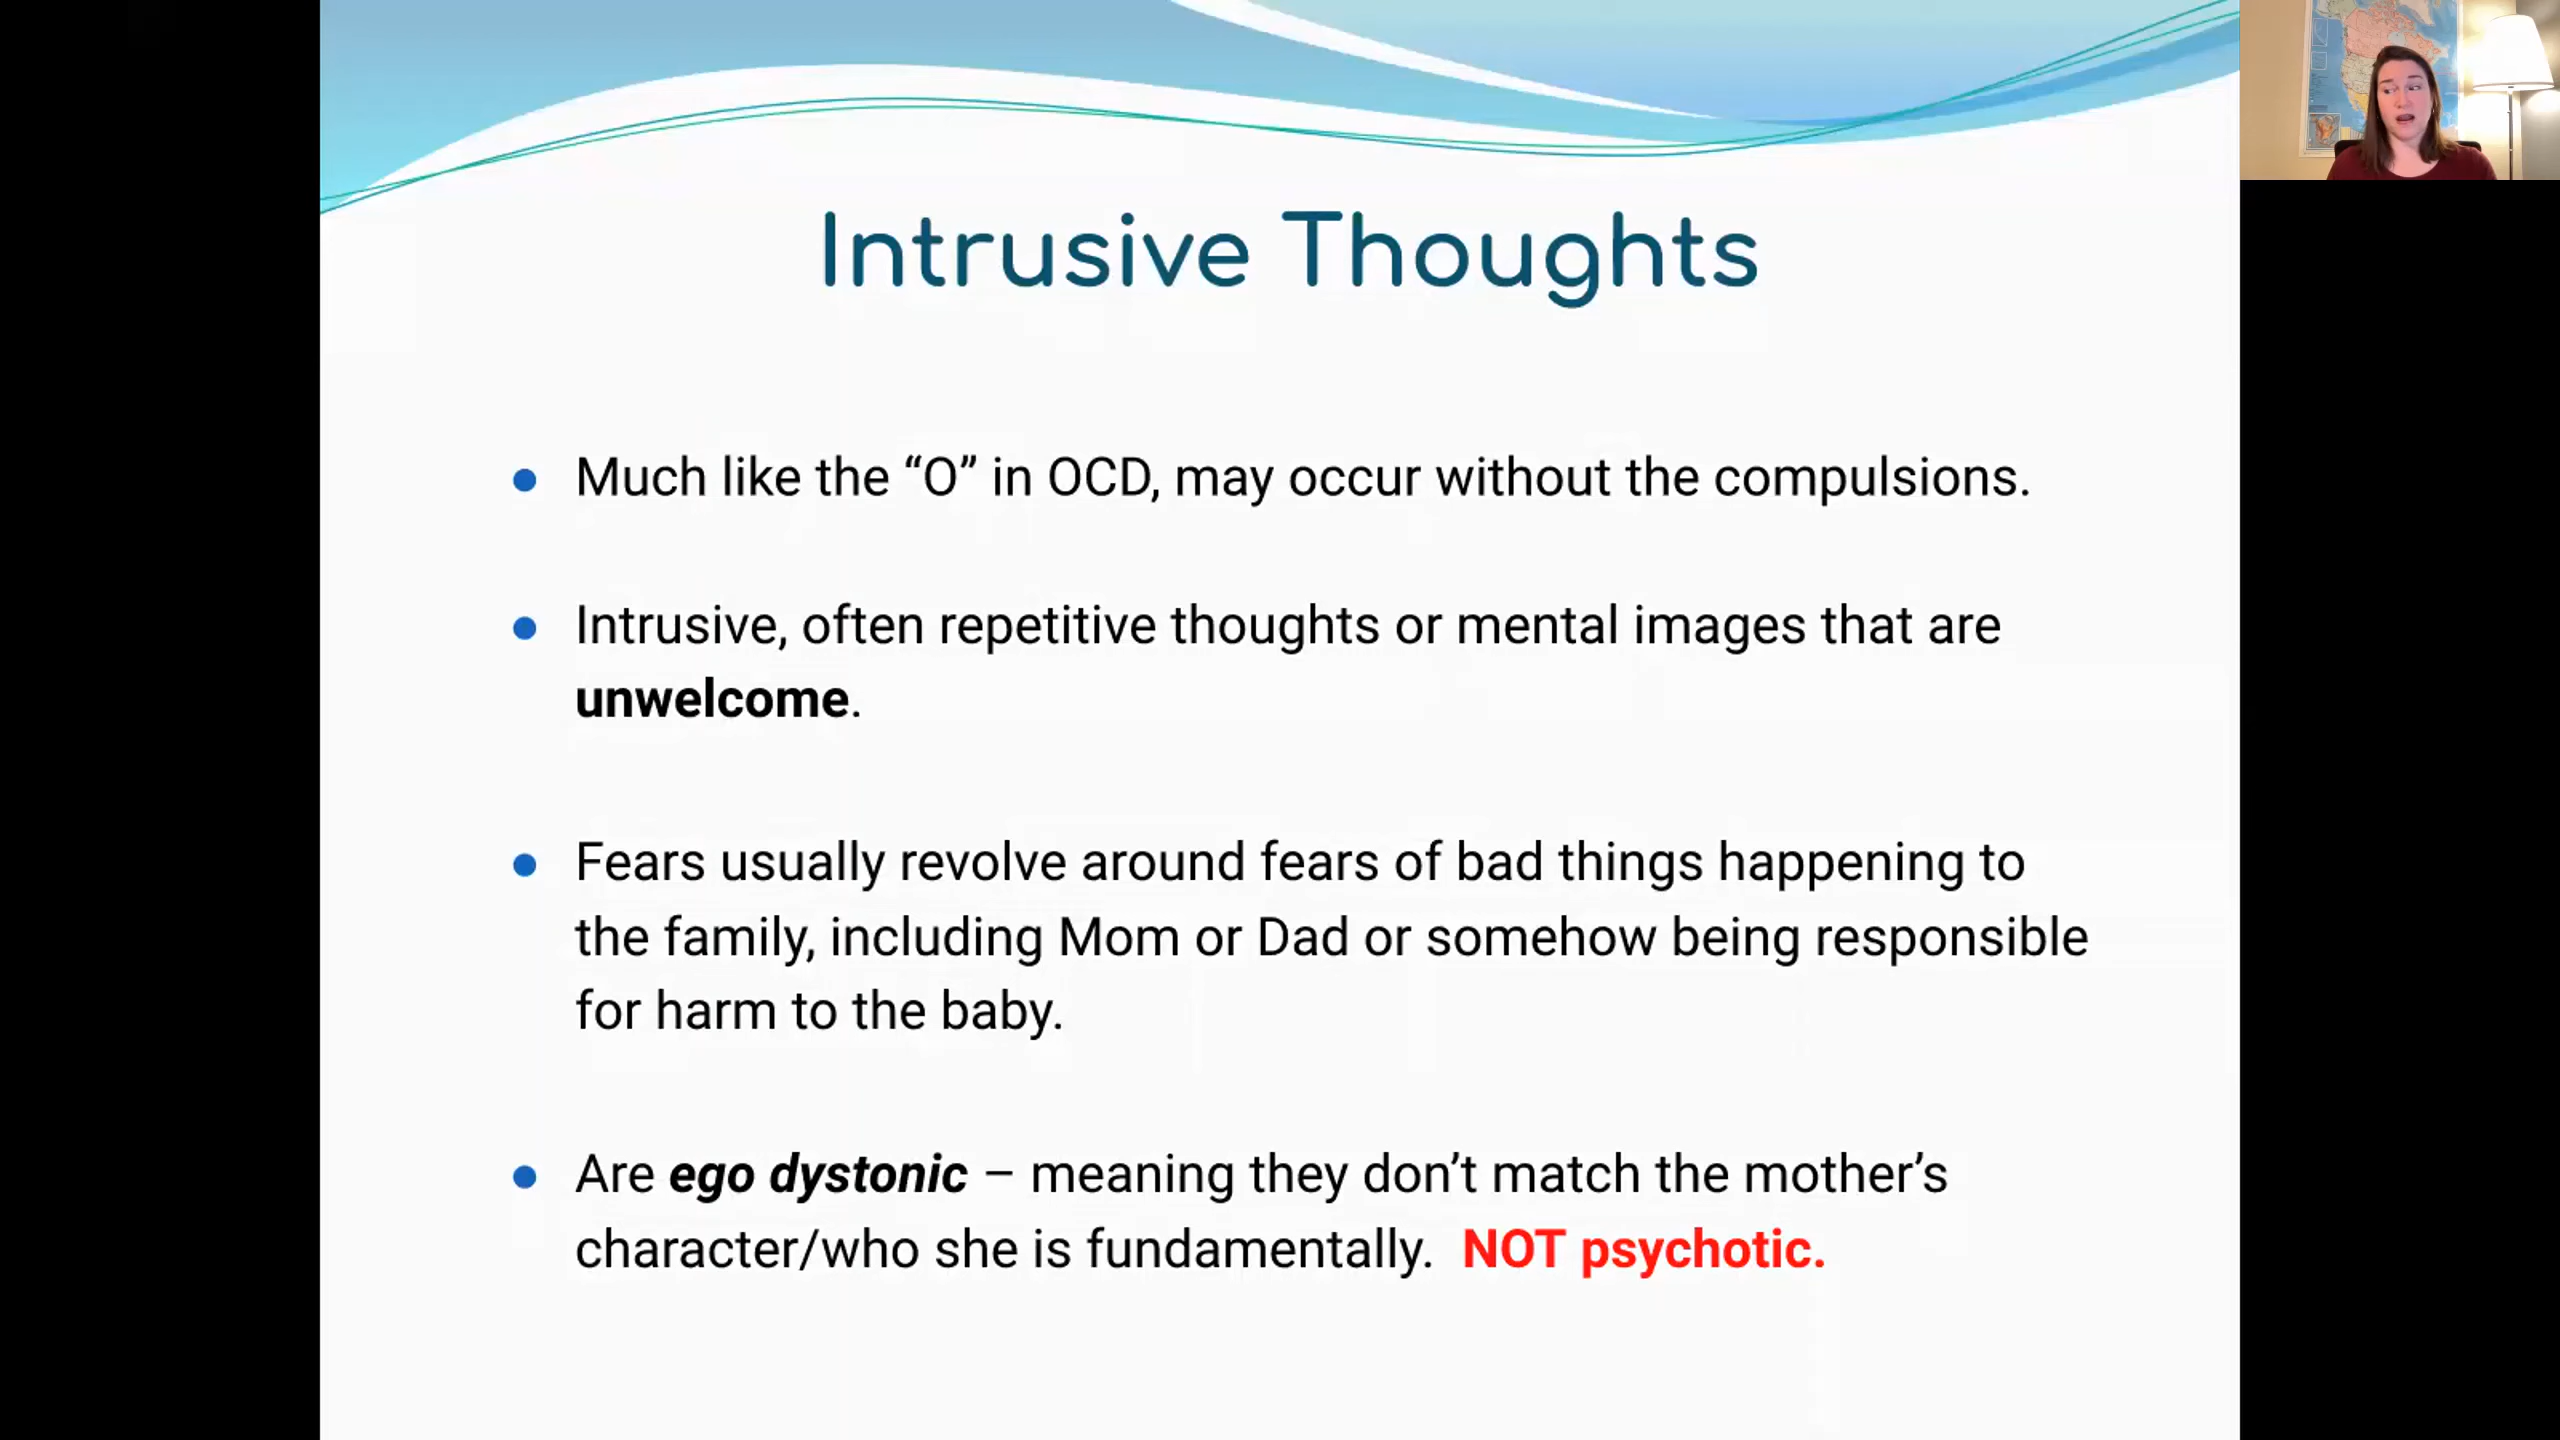 Intrusive Thoughts
Much like the “O” in OCD, may occur without the compulsions.
Intrusive, often repetitive thoughts or mental images that are
unwelcome.
Fears usually revolve around fears of bad things happening to
the family, including Mom or Dad or somehow being responsible
for harm to the baby.
Are ego dystonic – meaning they don’t match the mother’s
character/who she is fundamentally. NOT psychotic.